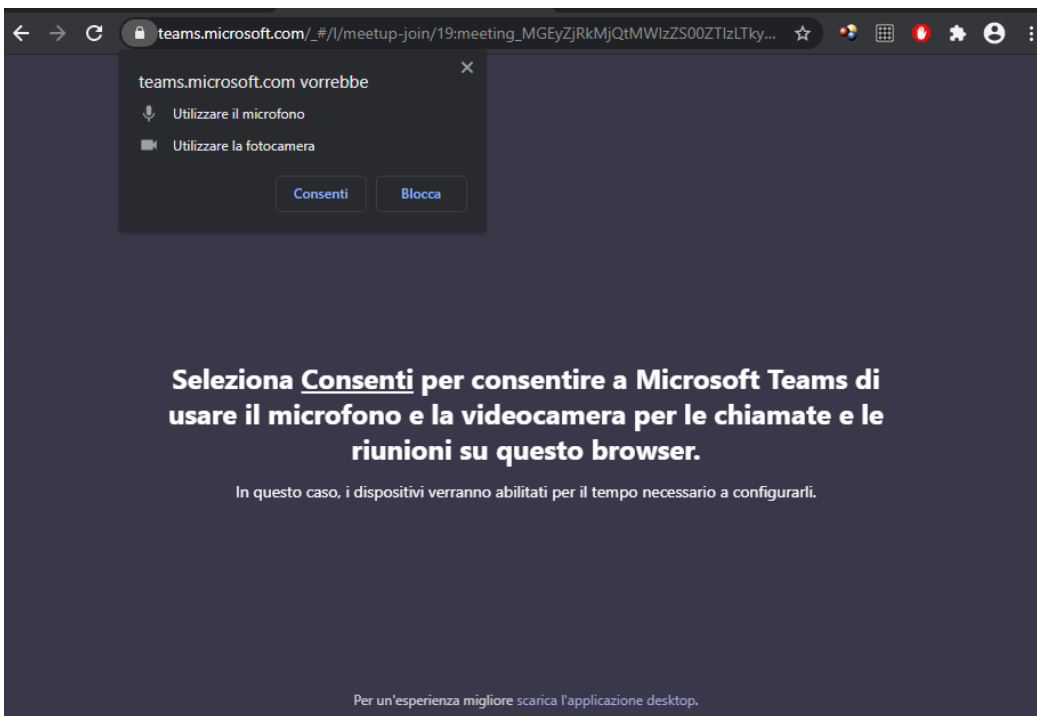 teams.microsoft.com/_#/l/meetup-join/19:meeting_MGEyZjRkMjQtMWIzZS00ZTIzLTky...
teams.microsoft.com vorrebbe
Utilizzare il microfono
Utilizzare la fotocamera
Consenti Blocca
Seleziona Consenti per consentire a Microsoft Teams di
usare il microfono e la videocamera per le chiamate e le
riunioni su questo browser.
In questo caso, i dispositivi verranno abilitati per il tempo necessario a configurarli.
Per un'esperienza migliore scarica l'applicazione desktop.